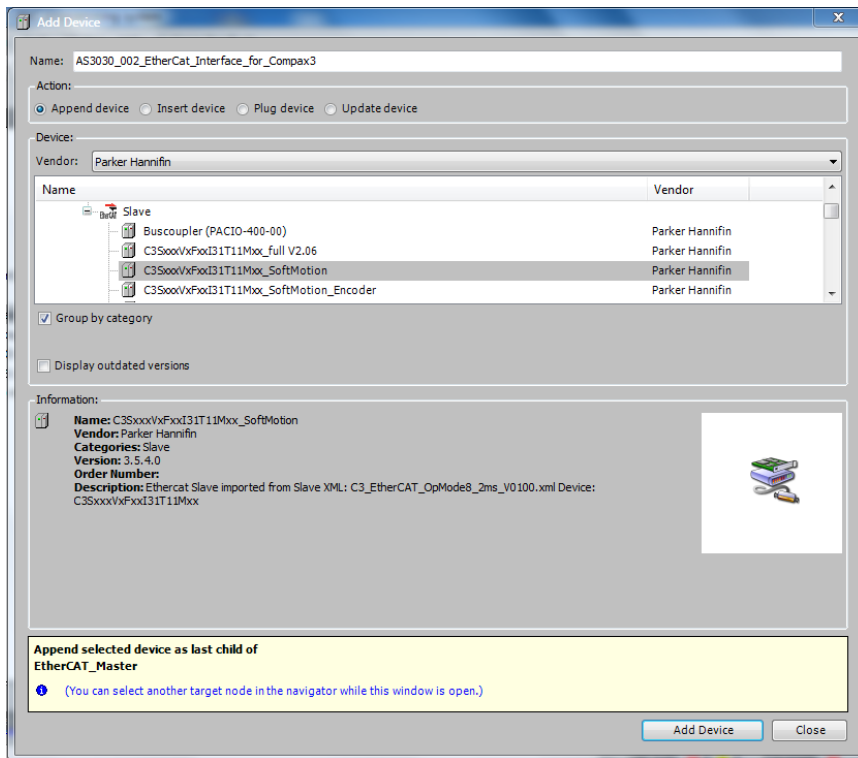 Add Device
x
Name: AS3030_002_EtherCat_Interface_for_Compax3
Action:
Append device Insert device Plug device Update device
Device:
Vendor: Parker Hannifin
Name Vendor
EtherCAT Slave
Buscoupler (PACIO-400-00) Parker Hannifin
C3SxxxVxFxxI31T11Mxx_full V2.06 Parker Hannifin
C3SxxxVxFxxI31T11Mxx_SoftMotion Parker Hannifin
C3SxxxVxFxxI31T11Mxx_SoftMotion_Encoder Parker Hannifin
Group by category
Display outdated versions
Information:
Name: C3SxxxVxFxxI31T11Mxx_SoftMotion
Vendor: Parker Hannifin
Categories: Slave
Version: 3.5.4.0
Order Number:
Description: Ethercat Slave imported from Slave XML: C3_EtherCAT_OpMode8_2ms_V0100.xml Device:
C3SxxxVxFxxI31T11Mxx
Append selected device as last child of
EtherCAT_Master
(You can select another target node in the navigator while this window is open.)
Add Device Close